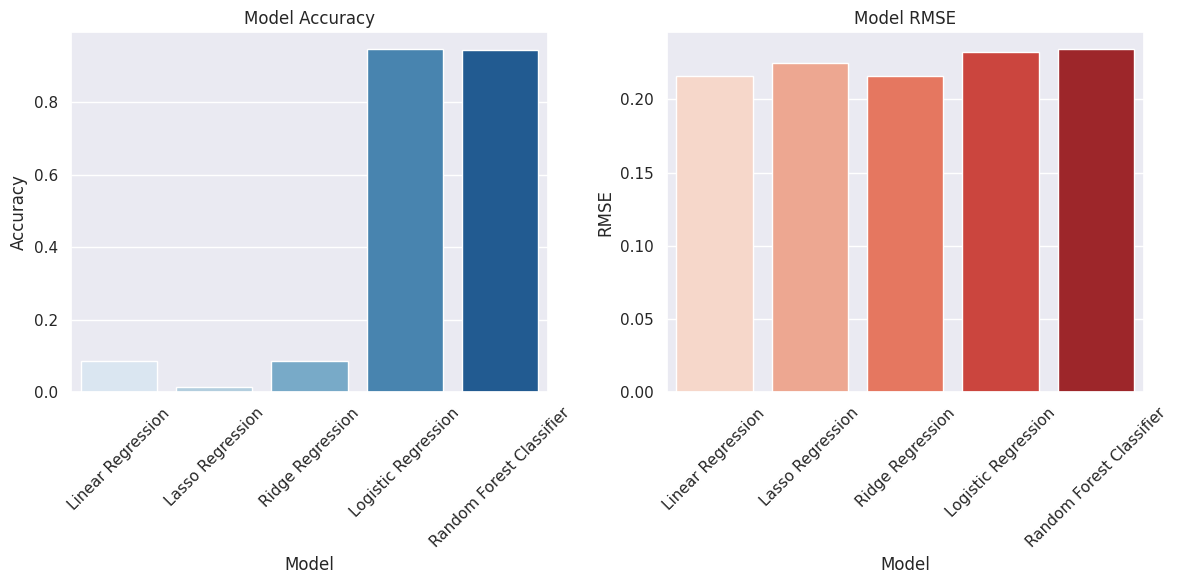 Model Accuracy
Accuracy
0.8
0.6
0.4
0.2
0.0
Linear Regression
Lasso Regression
Ridge Regression
Logistic Regression
Random Forest Classifier
Model
Model RMSE
RMSE
0.20
0.15
0.10
0.05
0.00
Linear Regression
Lasso Regression
Ridge Regression
Logistic Regression
Random Forest Classifier
Model